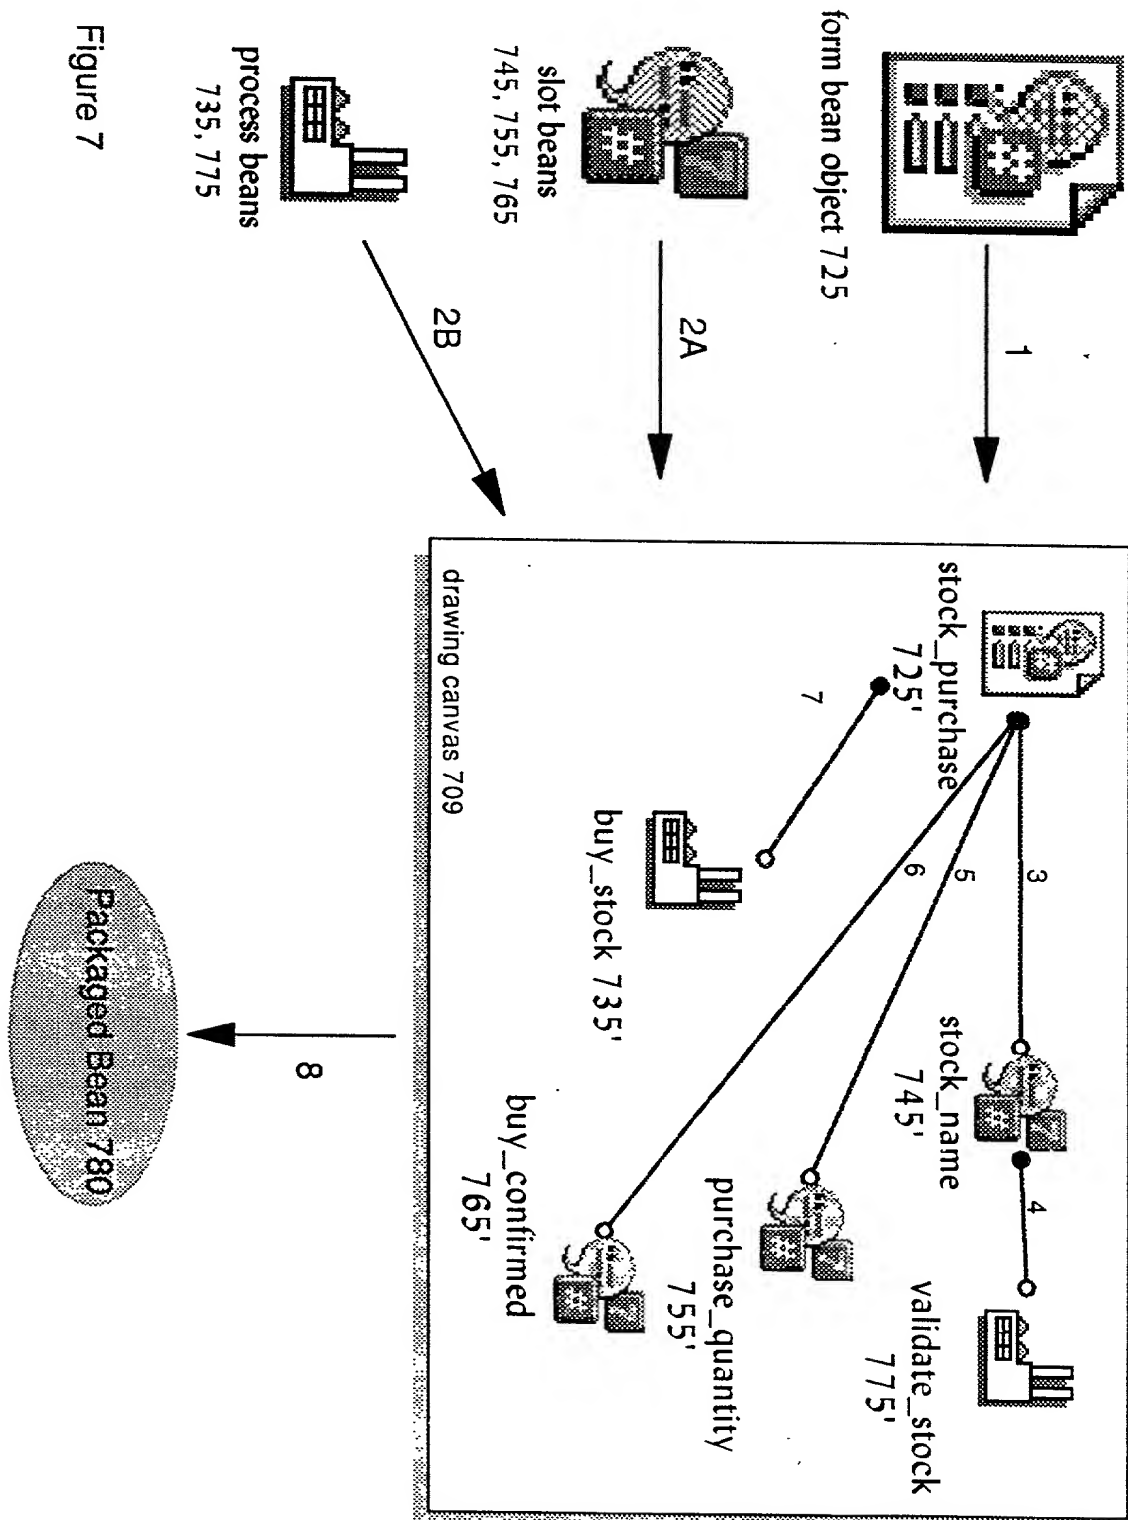 form bean object 725
1
slot beans
745, 755, 765
2A
process beans
735, 775
2B
stock_purchase
725'
3
stock_name
745'
4
validate_stock
775'
5
purchase_quantity
755'
6
buy_confirmed
765'
7
buy_stock 735'
drawing canvas 709
8
Packaged Bean 780
Figure 7